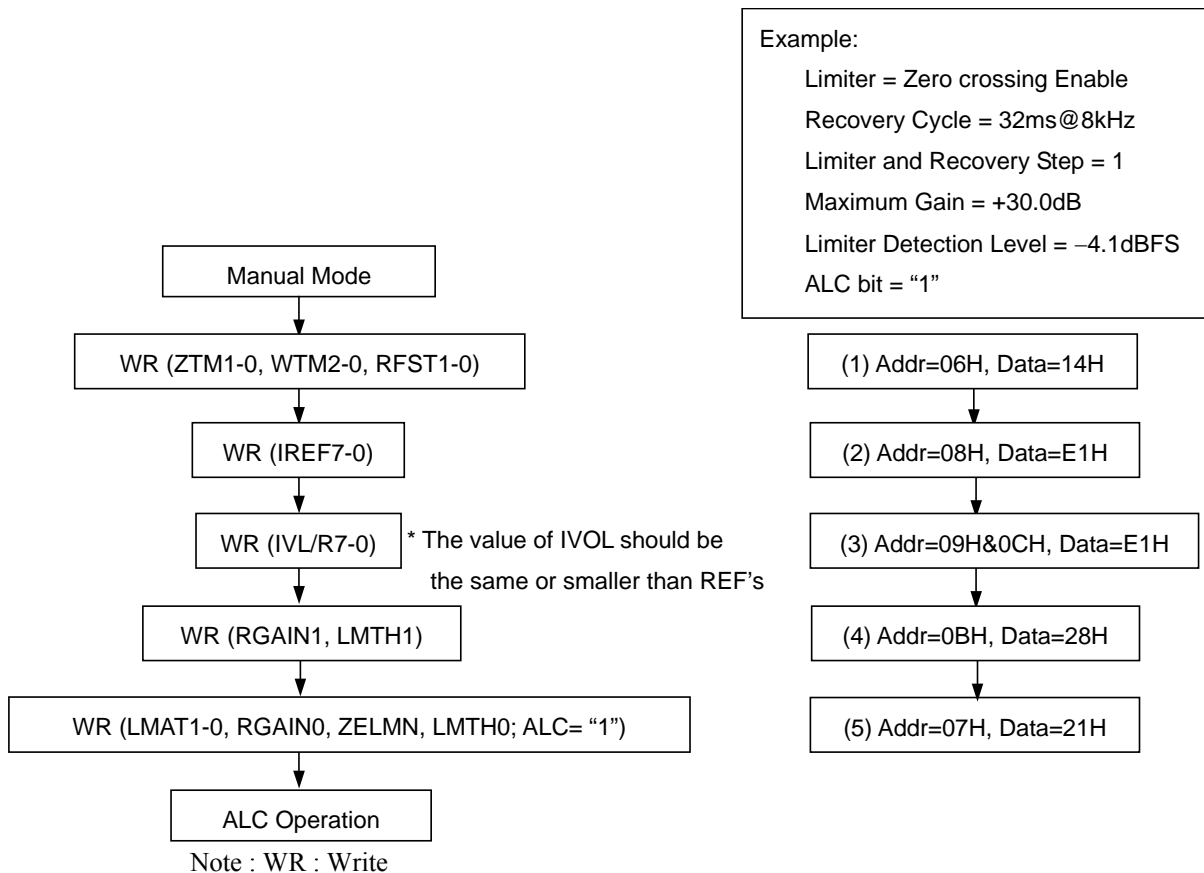 Example:
Limiter = Zero crossing Enable
Recovery Cycle = 32ms@8kHz
Limiter and Recovery Step = 1
Maximum Gain = +30.0dB
Limiter Detection Level = −4.1dBFS
ALC bit = “1”
Manual Mode
WR (ZTM1-0, WTM2-0, RFST1-0)
WR (IREF7-0)
WR (IVL/R7-0)
* The value of IVOL should be
the same or smaller than REF’s
WR (RGAIN1, LMTH1)
WR (LMAT1-0, RGAIN0, ZELMN, LMTH0; ALC= “1”)
ALC Operation
Note : WR : Write
(1) Addr=06H, Data=14H
(2) Addr=08H, Data=E1H
(3) Addr=09H&0CH, Data=E1H
(4) Addr=0BH, Data=28H
(5) Addr=07H, Data=21H